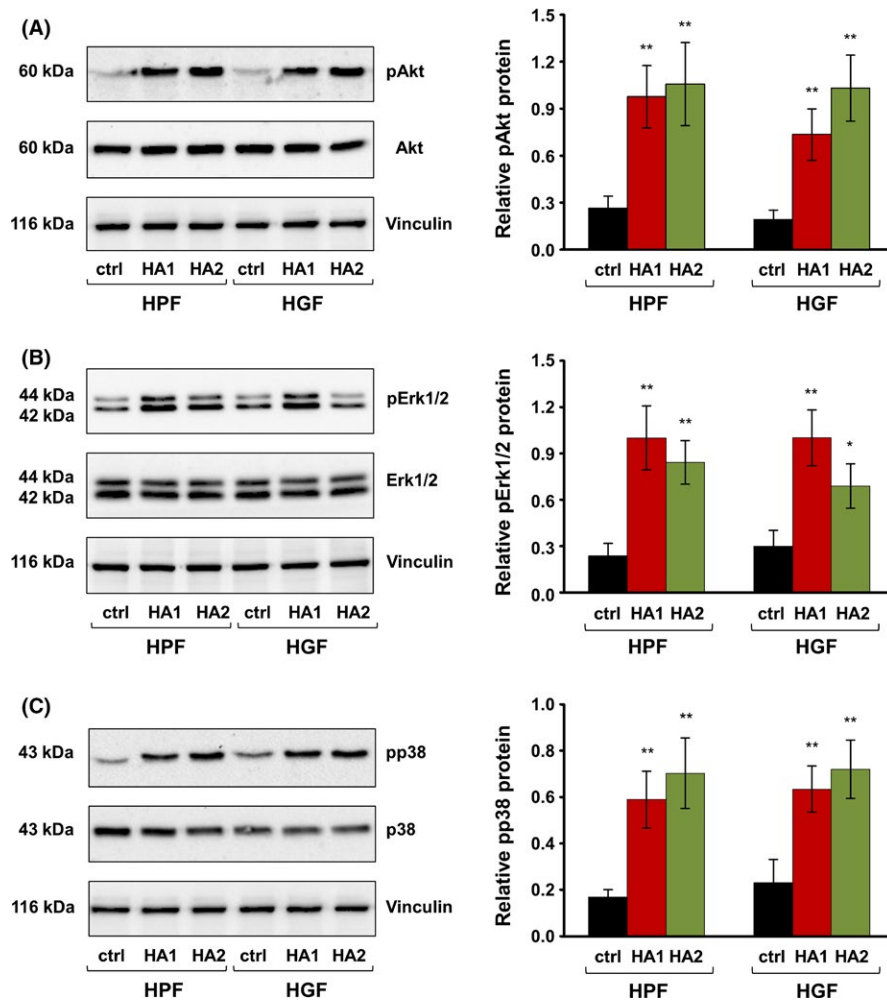 (A)
60 kDa
pAkt
60 kDa
Akt
116 kDa
Vinculin
ctrl HA1 HA2 ctrl HA1 HA2
HPF HGF
Relative pAkt protein
1.5
1.2
0.9
0.6
0.3
0.0
** ** ** **
ctrl HA1 HA2 ctrl HA1 HA2
HPF HGF
(B)
44 kDa
42 kDa
pErk1/2
44 kDa
42 kDa
Erk1/2
116 kDa
Vinculin
ctrl HA1 HA2 ctrl HA1 HA2
HPF HGF
Relative pErk1/2 protein
1.5
1.2
0.9
0.6
0.3
0.0
** ** ** *
ctrl HA1 HA2 ctrl HA1 HA2
HPF HGF
(C)
43 kDa
pp38
43 kDa
p38
116 kDa
Vinculin
ctrl HA1 HA2 ctrl HA1 HA2
HPF HGF
Relative pp38 protein
1.0
0.8
0.6
0.4
0.2
0.0
** ** ** **
ctrl HA1 HA2 ctrl HA1 HA2
HPF HGF